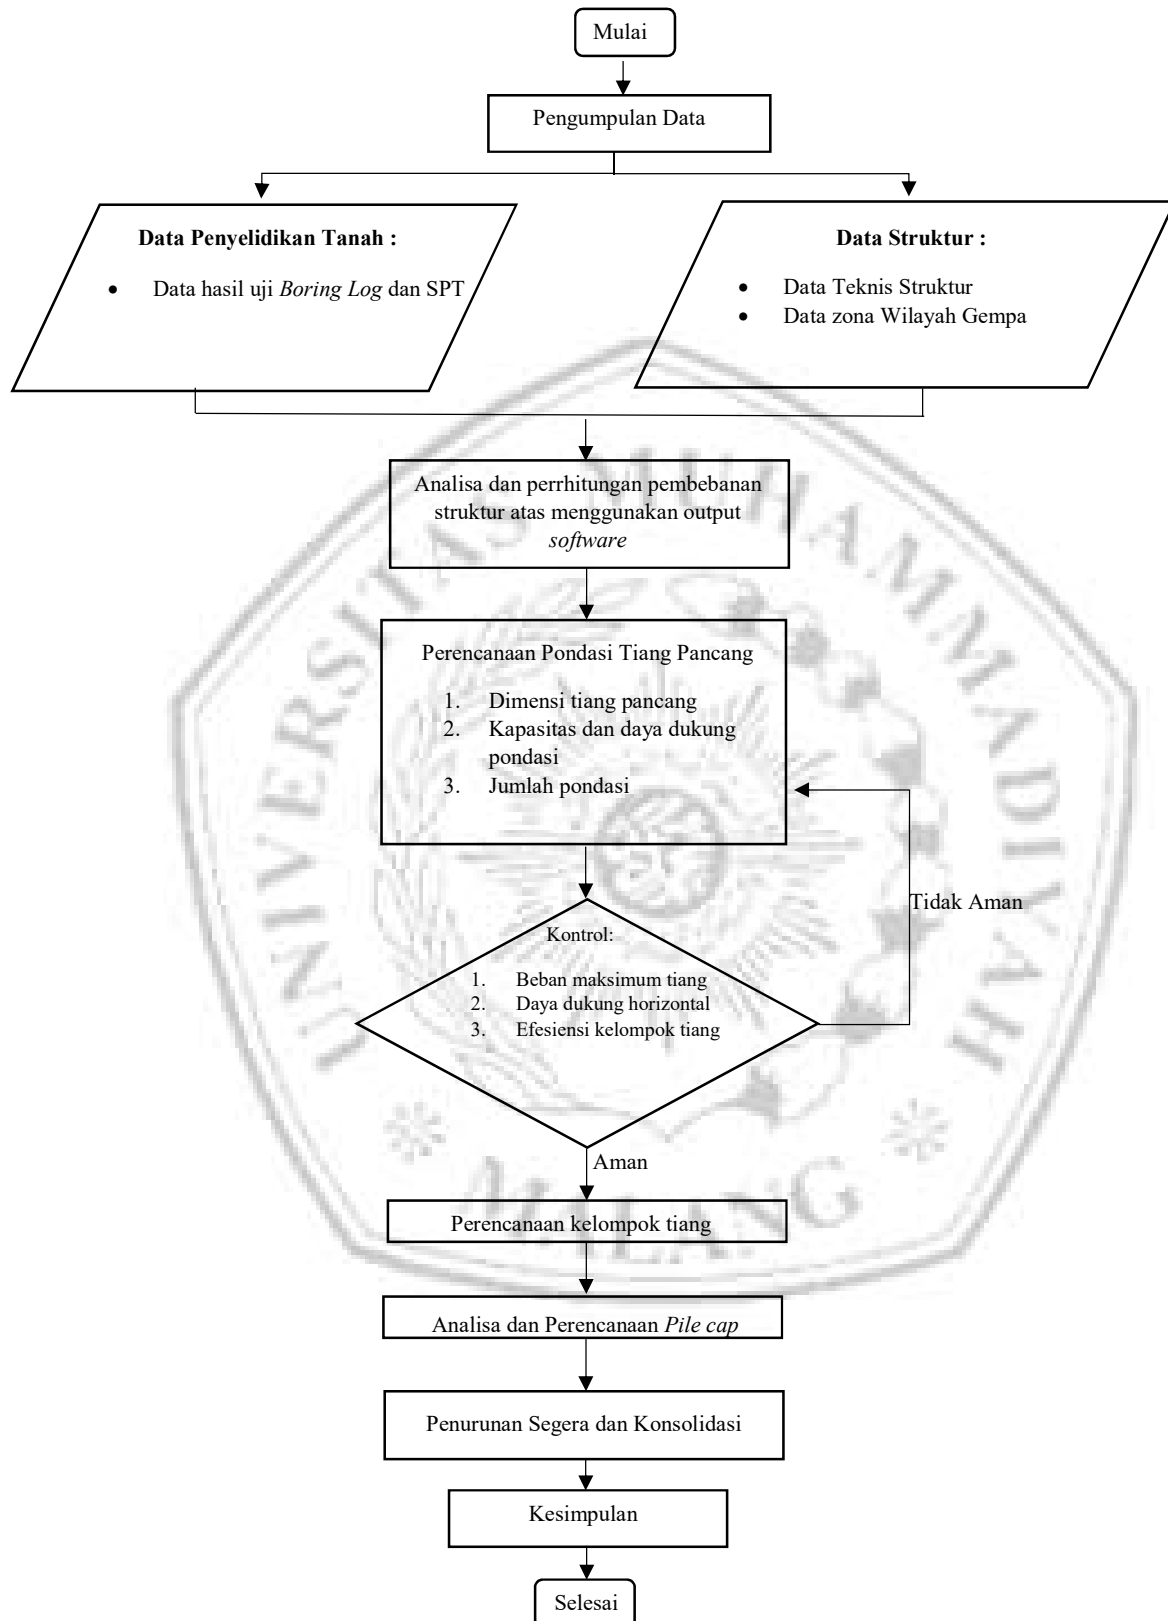 Mulai
Pengumpulan Data
Data Penyelidikan Tanah :
• Data hasil uji Boring Log dan SPT
Data Struktur :
• Data Teknis Struktur
• Data zona Wilayah Gempa
Analisa dan perrhitungan pembebanan
struktur atas menggunakan output
software
Perencanaan Pondasi Tiang Pancang
1. Dimensi tiang pancang
2. Kapasitas dan daya dukung
pondasi
3. Jumlah pondasi
Tidak Aman
Kontrol:
1. Beban maksimum tiang
2. Daya dukung horizontal
3. Efesiensi kelompok tiang
Aman
Perencanaan kelompok tiang
Analisa dan Perencanaan Pile cap
Penurunan Segera dan Konsolidasi
Kesimpulan
Selesai
UNIVERSITAS MUHAMMADIYAH
MALANG